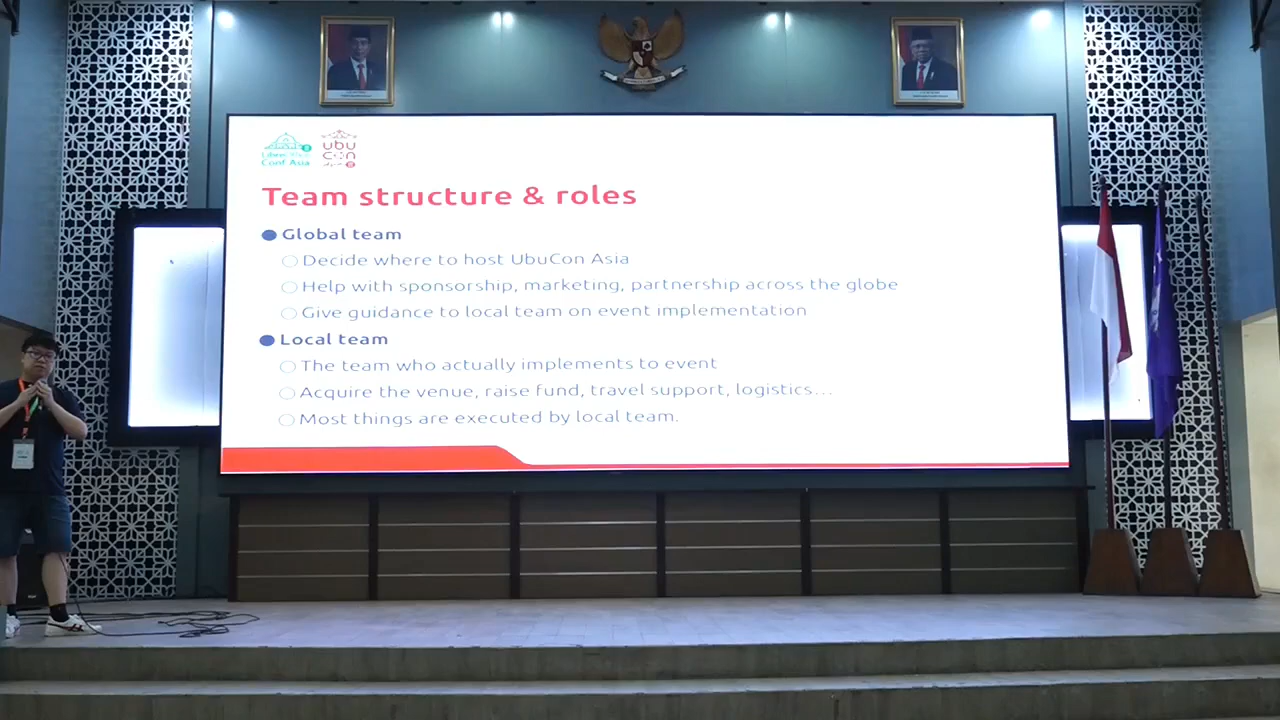 LibreOffice
Conf Asia
ubu
con
Team structure & roles
Global team
Decide where to host UbuCon Asia
Help with sponsorship, marketing, partnership across the globe
Give guidance to local team on event implementation
Local team
The team who actually implements to event
Acquire the venue, raise fund, travel support, logistics...
Most things are executed by local team.